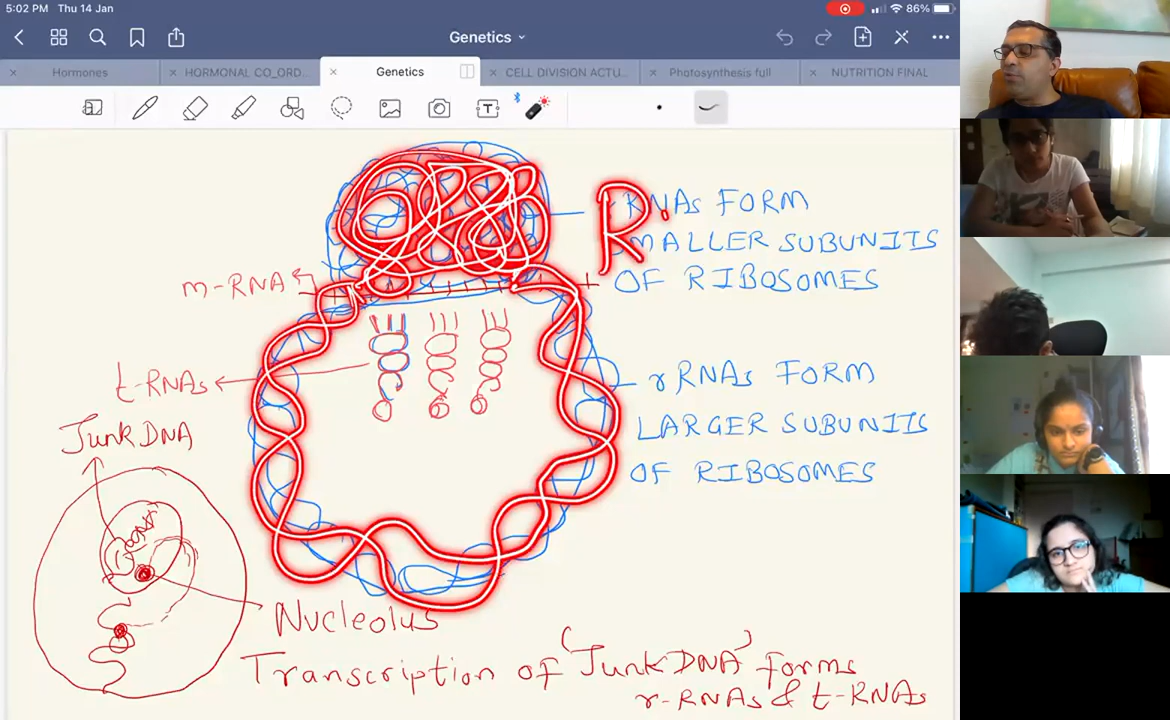 5:02 PM Thu 14 Jan
86%
Genetics
Hormones
HORMONAL CO_ORD...
Genetics
CELL DIVISION ACTU...
Photosynthesis full
NUTRITION FINAL
T
R
RNAs FORM
MALLER SUBUNITS
OF RIBOSOMES
m-RNA
t-RNAs
rRNAs FORM
LARGER SUBUNITS
OF RIBOSOMES
Junk DNA
Nucleolus
Transcription of (Junk DNA) forms
r-RNAs & t-RNAs